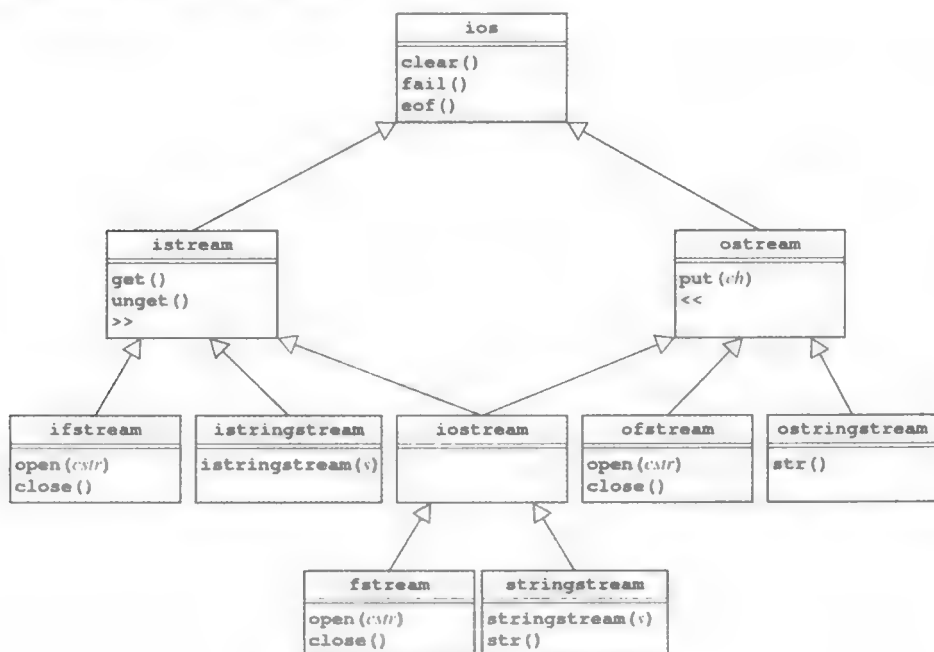 ios
clear()
fail()
eof()
istream
get()
unget()
>>
ostream
put(ch)
<<
ifstream
open(cstr)
close()
istringstream
istringstream(s)
iostream
ofstream
open(cstr)
close()
ostringstream
str()
fstream
open(cstr)
close()
stringstream
stringstream(s)
str()